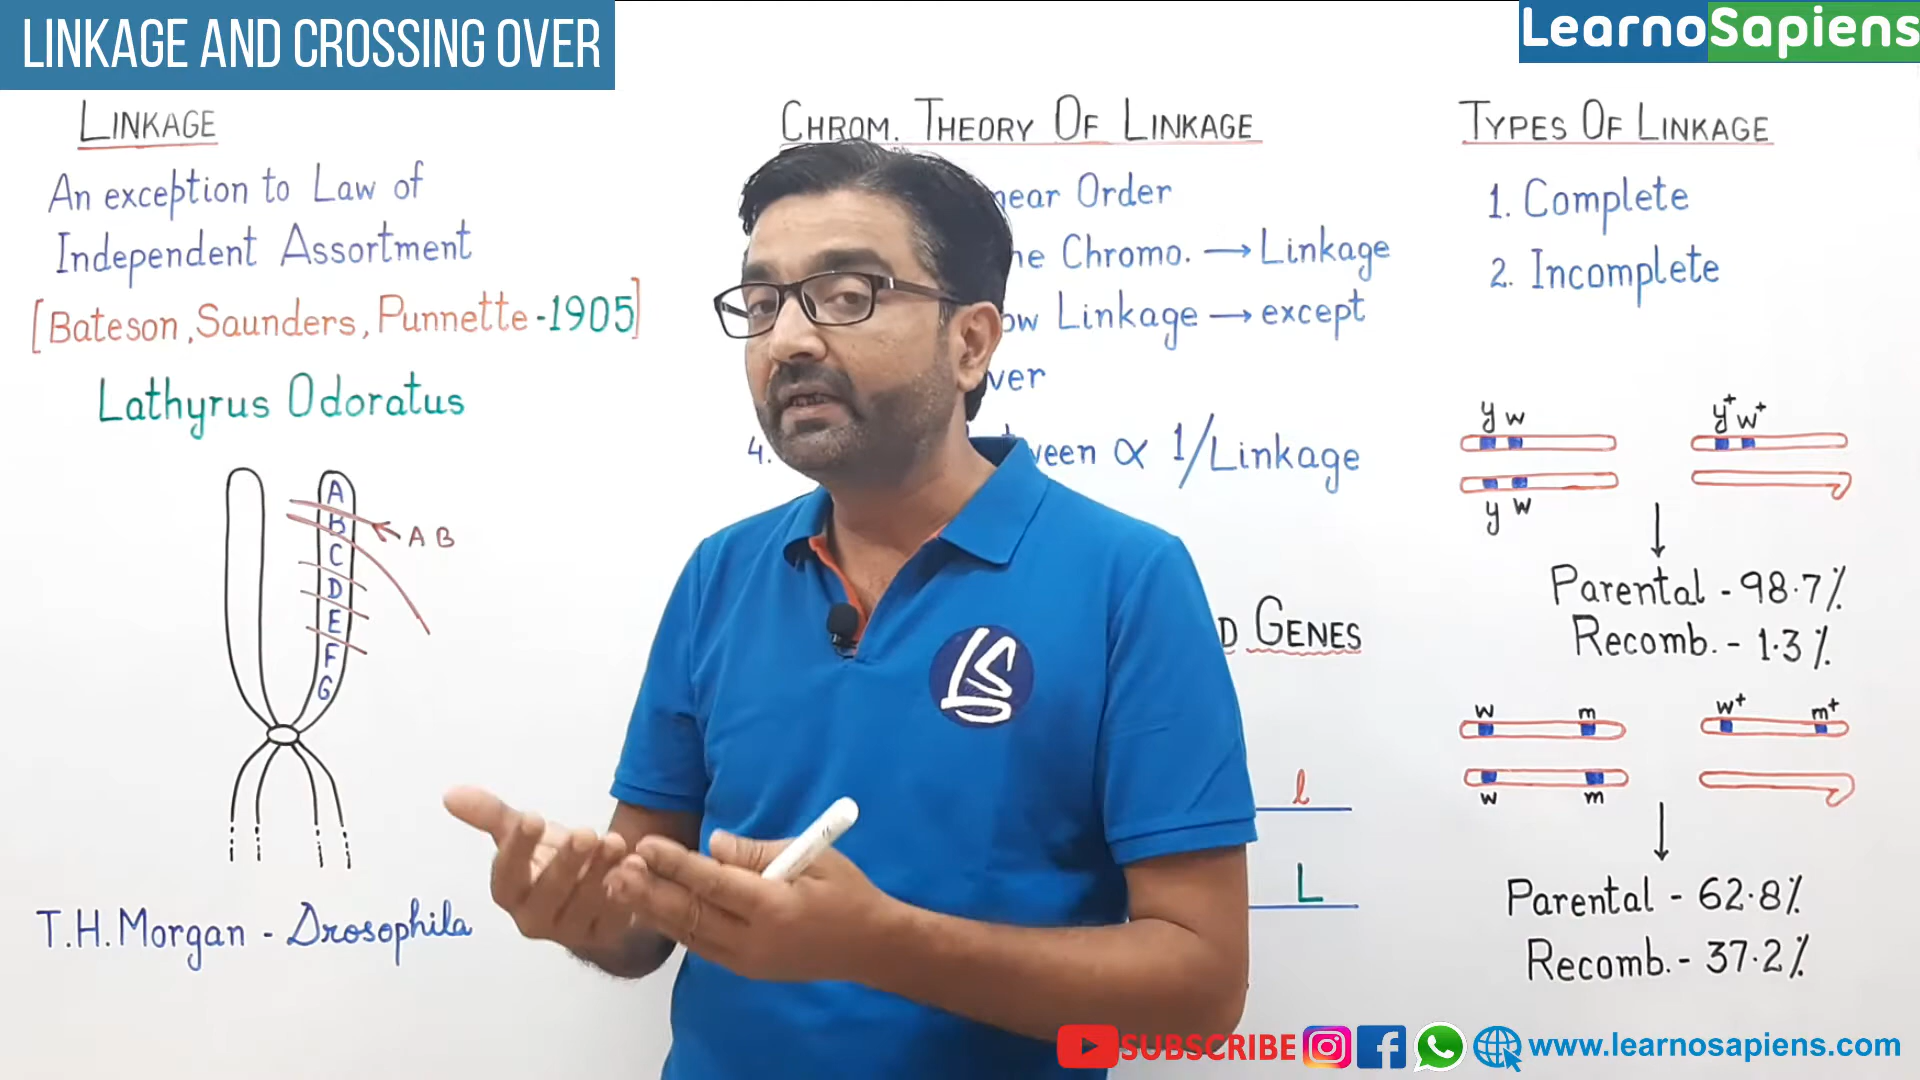 LINKAGE AND CROSSING OVER
LearnoSapiens
LINKAGE
An exception to Law of
Independent Assortment
[Bateson, Saunders, Punnette -1905]
Lathyrus Odoratus
A
B
C
D
E
F
G
A B
T.H.Morgan - Drosophila
CHROM. THEORY OF LINKAGE
Order
Chromo. → Linkage
Linkage → except
4.
∝ 1/Linkage
GENES
l
L
TYPES OF LINKAGE
1. Complete
2. Incomplete
y w
y+ w+
y w
Parental - 98.7%
Recomb. - 1.3%
w m
w+ m+
w m
Parental - 62.8%
Recomb. - 37.2%
LS
SUBSCRIBE
www.learnosapiens.com